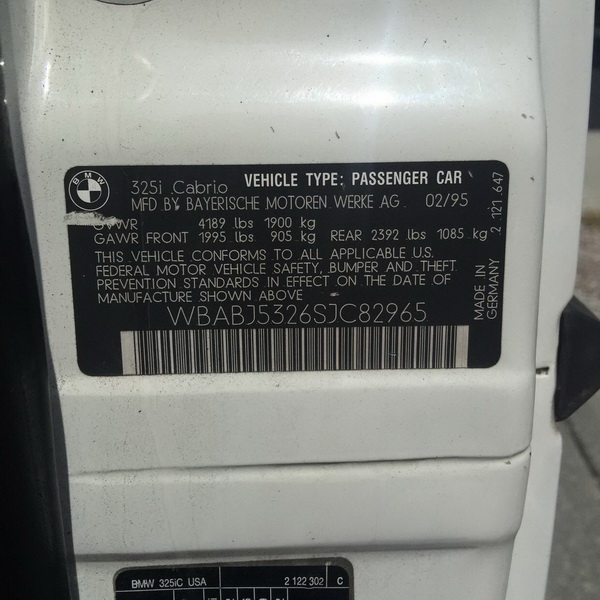 BMW
325i Cabrio VEHICLE TYPE: PASSENGER CAR
MFD BY BAYERISCHE MOTOREN WERKE AG 02/95
GVWR 4189 lbs 1900 kg
GAWR FRONT 1995 lbs 905 kg REAR 2392 lbs 1085 kg
THIS VEHICLE CONFORMS TO ALL APPLICABLE U.S.
FEDERAL MOTOR VEHICLE SAFETY, BUMPER AND THEFT
PREVENTION STANDARDS IN EFFECT ON THE DATE OF
MANUFACTURE SHOWN ABOVE
WBABJ5326SJC82965
2 121 647
MADE IN
GERMANY
BMW 325iC USA 2 122 302 C